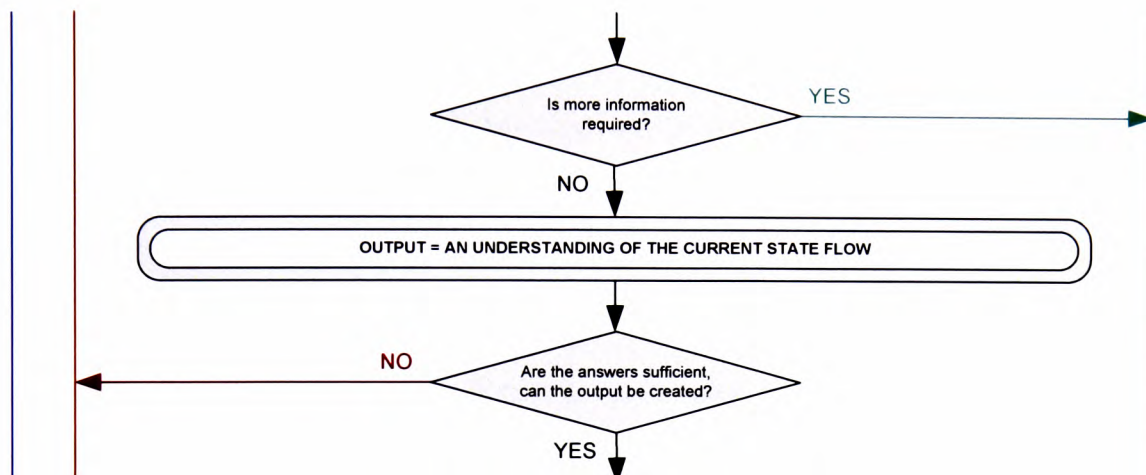 Is more information
required?
YES
NO
OUTPUT = AN UNDERSTANDING OF THE CURRENT STATE FLOW
NO
Are the answers sufficient,
can the output be created?
YES